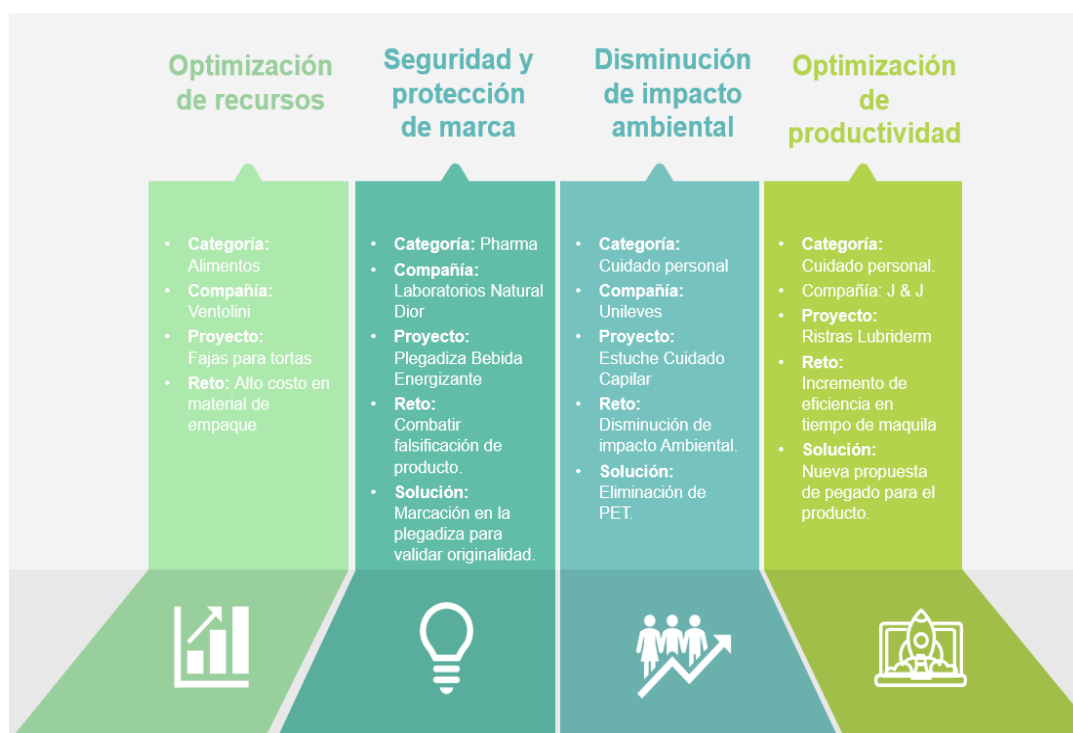 Optimización
de recursos
• Categoría:
Alimentos
• Compañía:
Ventolini
• Proyecto:
Fajas para tortas
• Reto: Alto costo en
material de
empaque
Seguridad y
protección
de marca
• Categoría: Pharma
• Compañía:
Laboratorios Natural
Dior
• Proyecto:
Plegadiza Bebida
Energizante
• Reto:
Combatir
falsificación de
producto.
• Solución:
Marcación en la
plegadiza para
validar originalidad.
Disminución
de impacto
ambiental
• Categoría:
Cuidado personal
• Compañía:
Unileves
• Proyecto:
Estuche Cuidado
Capilar
• Reto:
Disminución de
impacto Ambiental.
• Solución:
Eliminación de
PET.
Optimización
de
productividad
• Categoría:
Cuidado personal.
• Compañía: J & J
• Proyecto:
Ristras Lubriderm
• Reto:
Incremento de
eficiencia en
tiempo de maquila
• Solución:
Nueva propuesta
de pegado para el
producto.